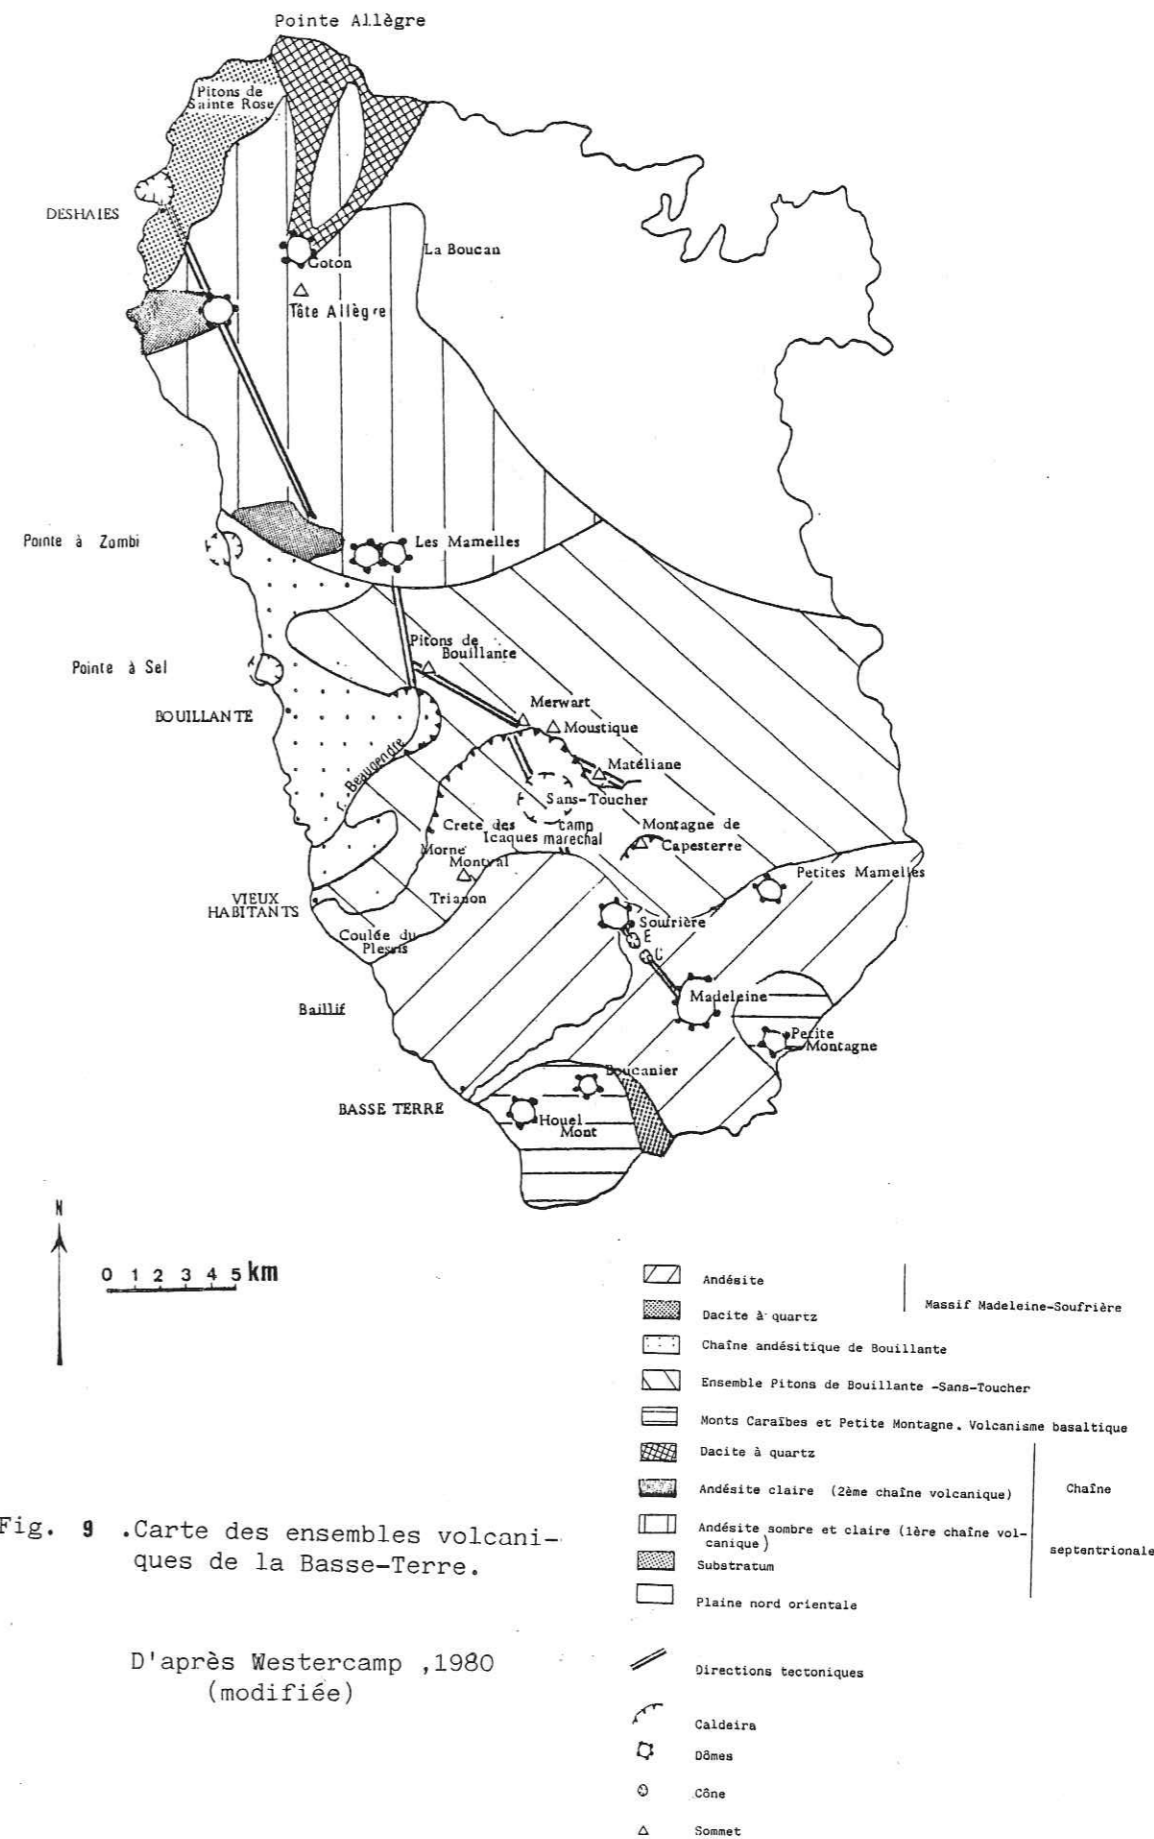 Pointe Allègre
Pitons de
Sainte Rose
DESHAIES
La Boucan
Goton
Tête Allègre
Pointe à Zombi
Les Mamelles
Pitons de
Bouillante
Pointe à Sel
Merwart
BOUILLANTE
Moustique
r. Beaugendre
Matéliane
Sans-Toucher
Crete des
Icaques
camp
marechal
Montagne de
Capesterre
Morne
Montval
Petites Mamelles
Trianon
VIEUX
HABITANTS
Soufrière
E
Coulée du
Plessis
Madeleine
Baillif
Petite
Montagne
Boucanier
BASSE TERRE
Houel
Mont
N
0 1 2 3 4 5 km
Andésite
Massif Madeleine-Soufrière
Dacite à quartz
Chaîne andésitique de Bouillante
Ensemble Pitons de Bouillante -Sans-Toucher
Monts Caraïbes et Petite Montagne. Volcanisme basaltique
Dacite à quartz
Andésite claire (2ème chaîne volcanique)
Chaîne
Andésite sombre et claire (1ère chaîne vol-
canique)
septentrionale
Substratum
Plaine nord orientale
Fig. 9 .Carte des ensembles volcani-
ques de la Basse-Terre.
D'après Westercamp ,1980
(modifiée)
Directions tectoniques
Caldeira
Dômes
Cône
Sommet